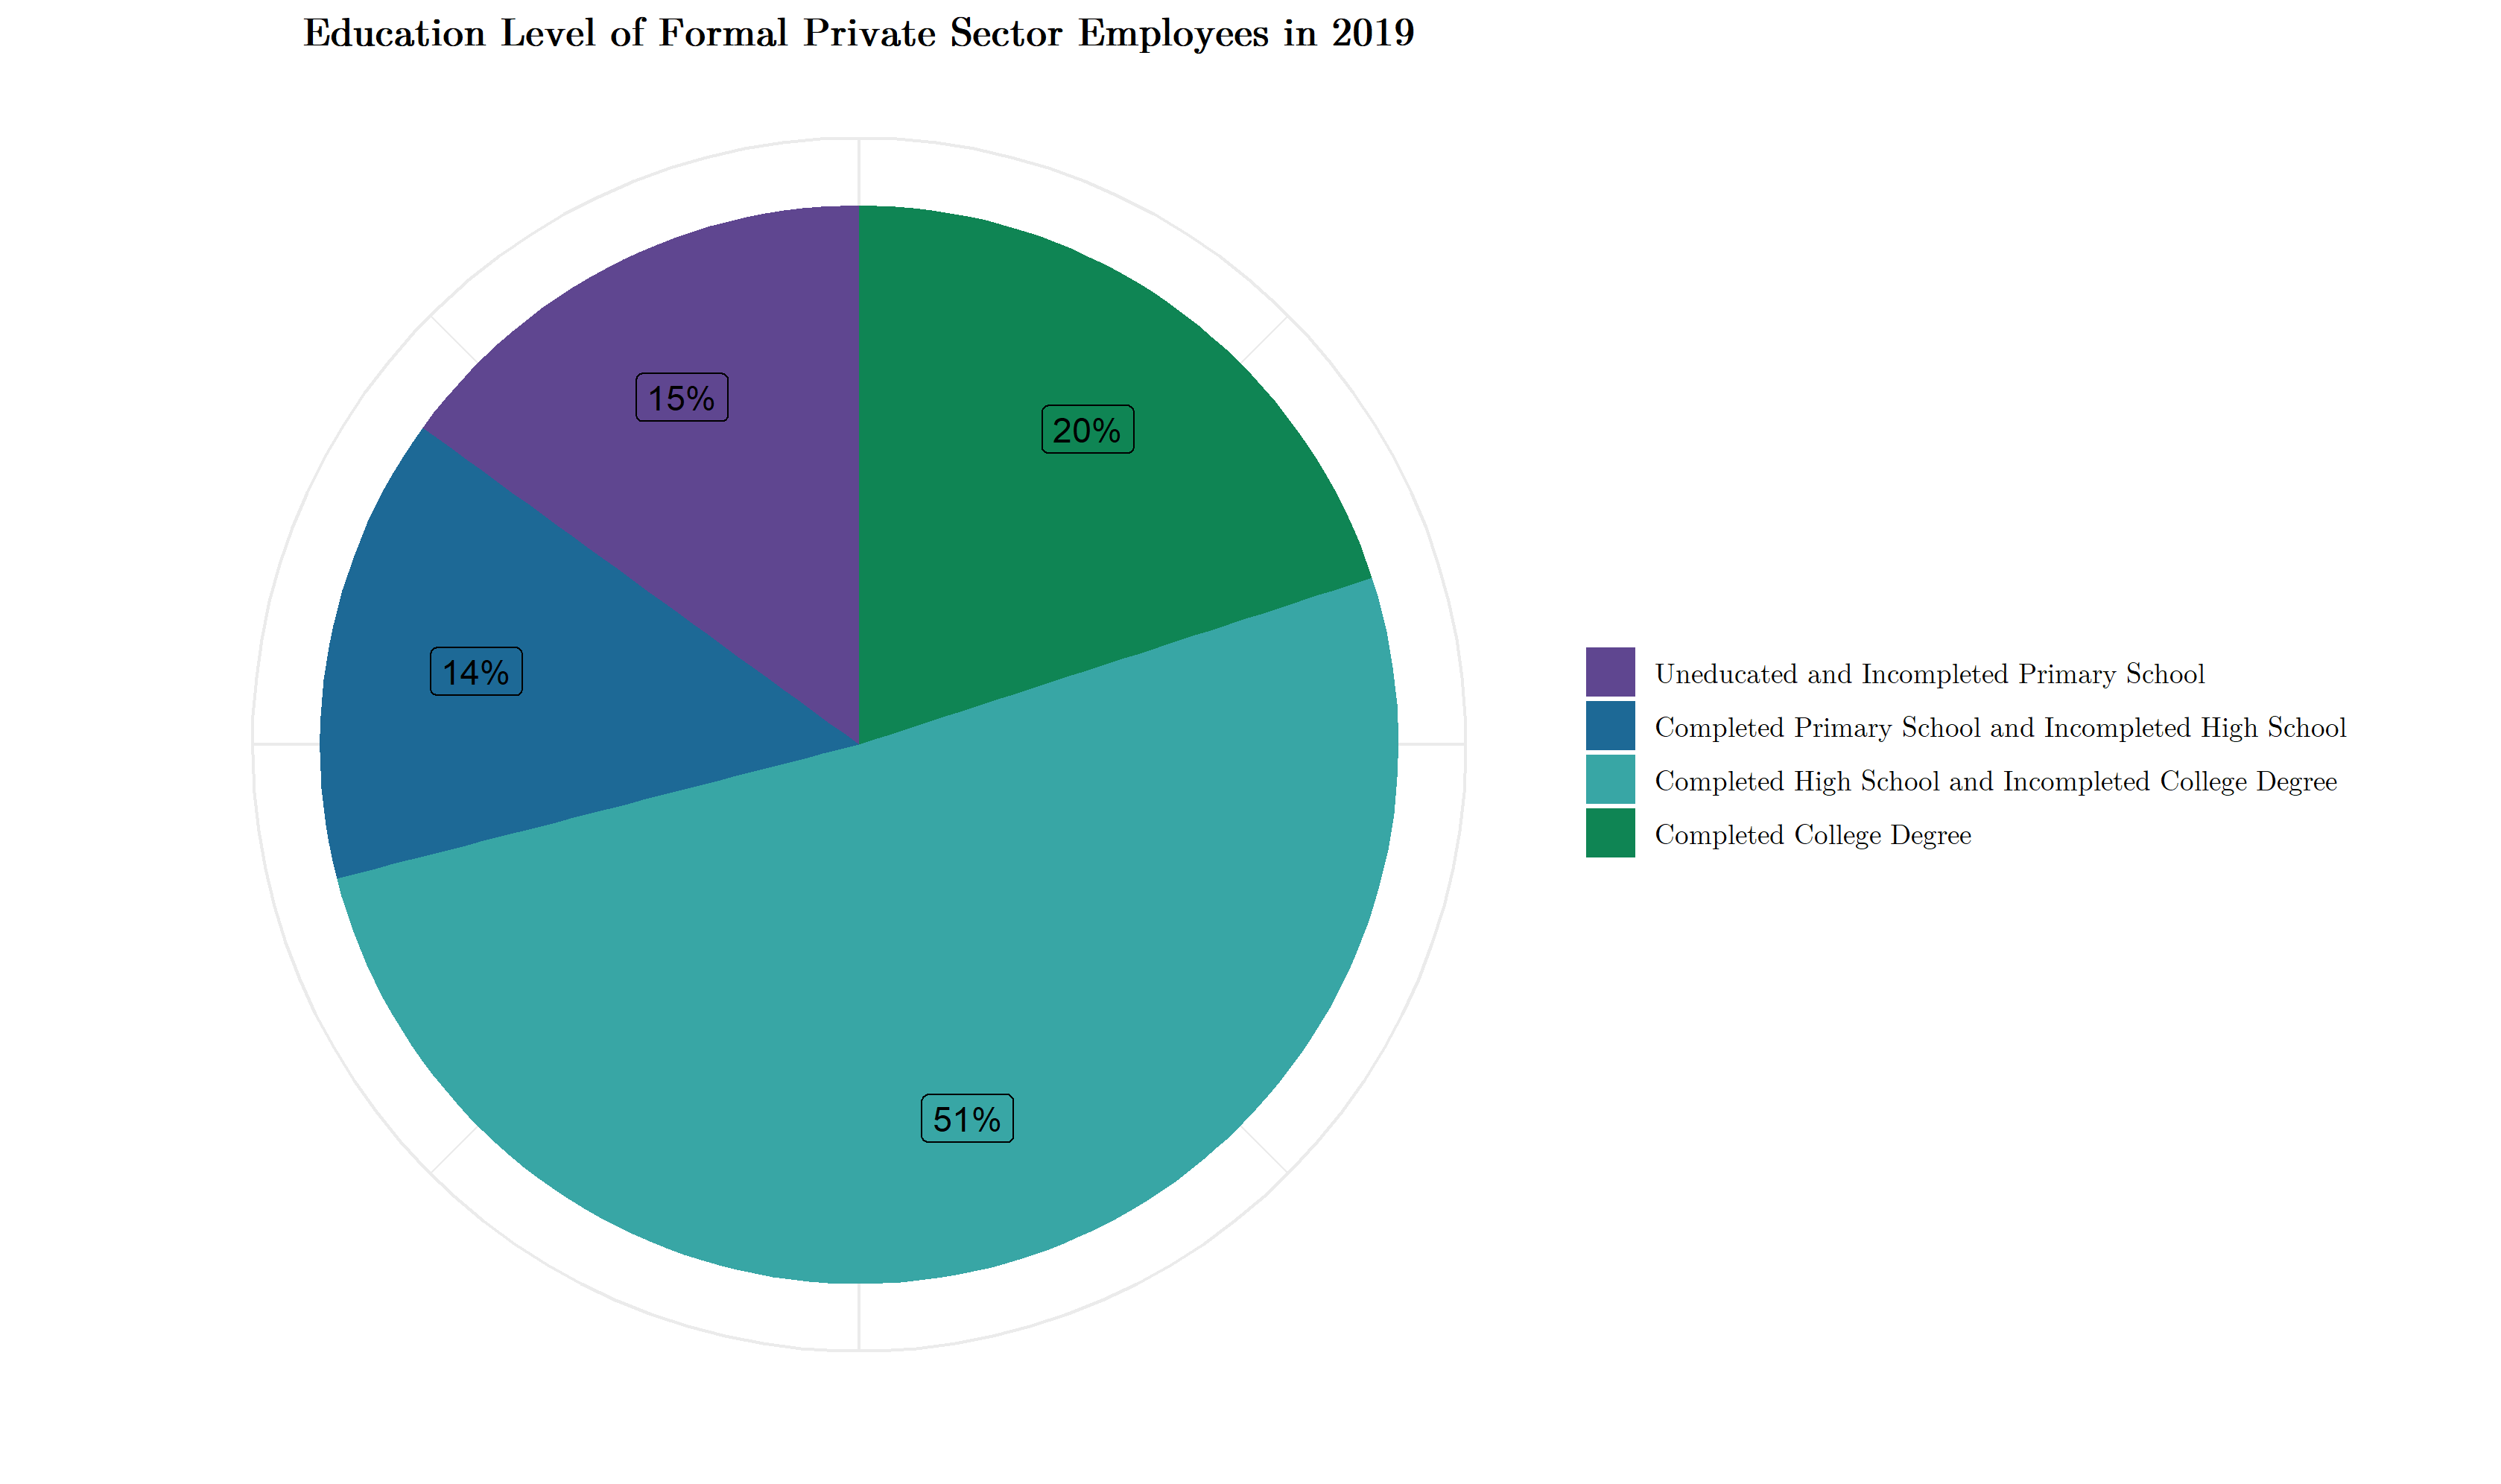 Education Level of Formal Private Sector Employees in 2019
15%
20%
14%
51%
Uneducated and Incompleted Primary School
Completed Primary School and Incompleted High School
Completed High School and Incompleted College Degree
Completed College Degree